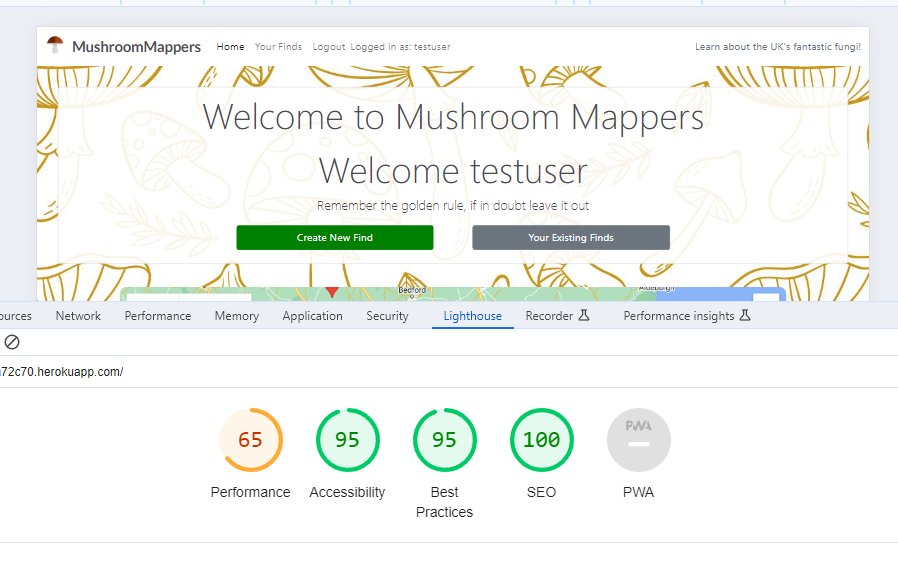 MushroomMappers Home Your Finds Logout Logged in as: testuser Learn about the UK's fantastic fungi!
Welcome to Mushroom Mappers
Welcome testuser
Remember the golden rule, if in doubt leave it out
Create New Find Your Existing Finds
Bedford
Network Performance Memory Application Security Lighthouse Recorder Performance insights
72c70.herokuapp.com/
65 95 95 100 PWA
Performance Accessibility Best Practices SEO PWA